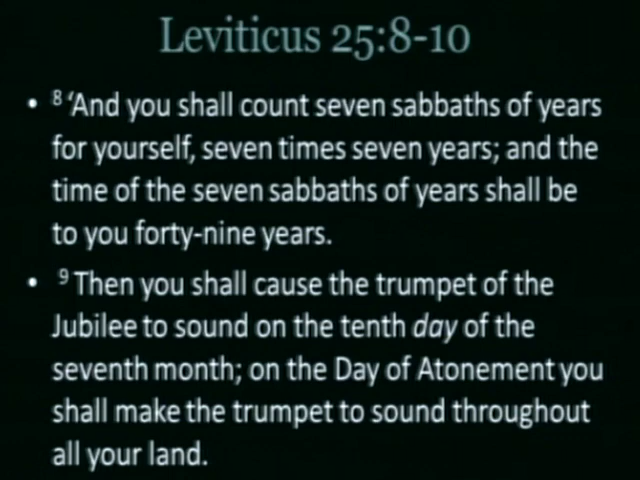 Leviticus 25:8-10
• 8 ‘And you shall count seven sabbaths of years
for yourself, seven times seven years; and the
time of the seven sabbaths of years shall be
to you forty-nine years.
• 9 Then you shall cause the trumpet of the
Jubilee to sound on the tenth day of the
seventh month; on the Day of Atonement you
shall make the trumpet to sound throughout
all your land.